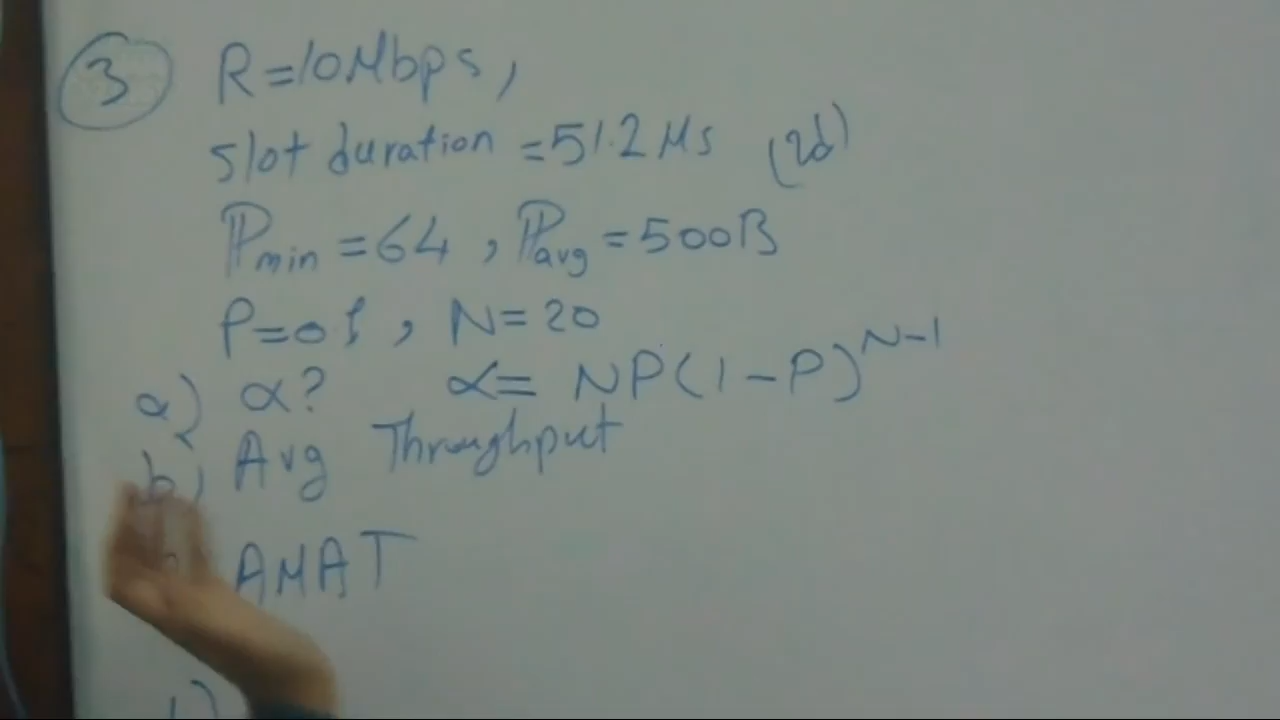 3 R=10Mbps,
slot duration =51.2 Ms (2d)
Pmin =64, Pavg =500B
P=0.1, N=20
a) α? α= NP(1-P)^N-1
b) Avg Throughput
AMAT